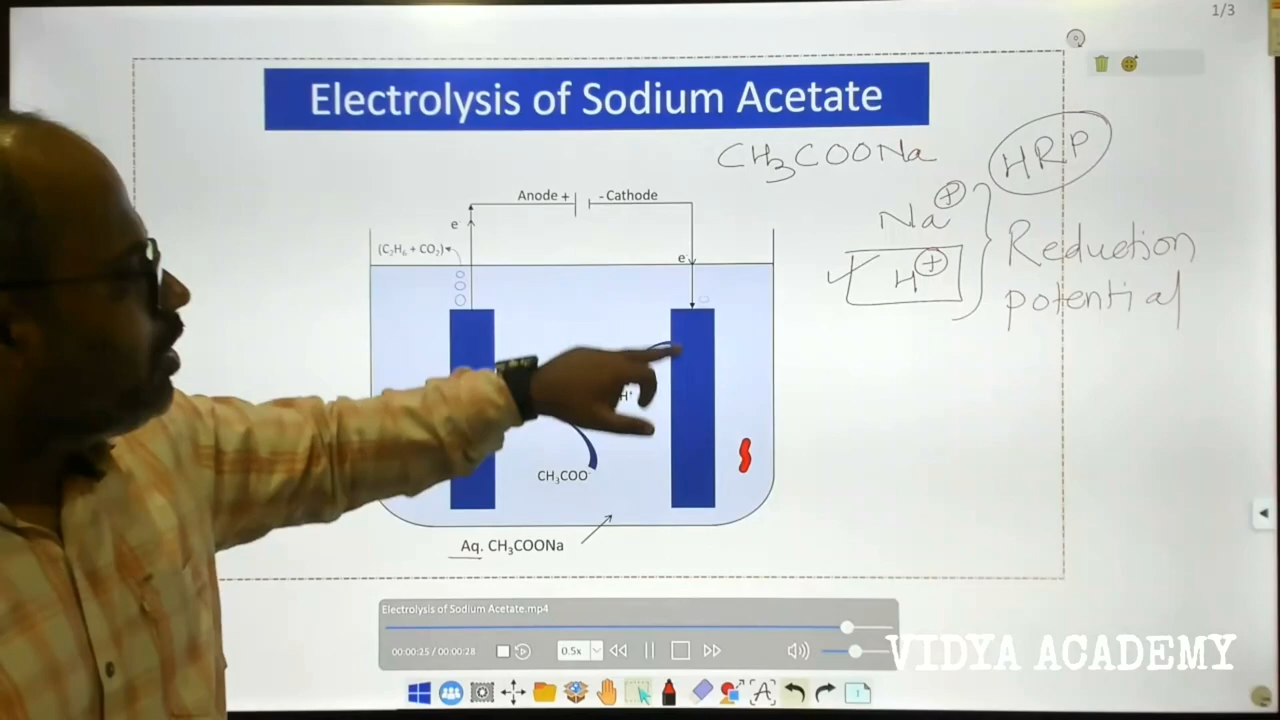 1/3
Electrolysis of Sodium Acetate
CH₃COONa
HRP
Na⊕
H⊕
Reduction
potential
Anode + - Cathode
e
(C₂H₆ + CO₂)
e
H⁺
CH₃COO⁻
Aq. CH₃COONa
Electrolysis of Sodium Acetate.mp4
00:00:25 / 00:00:28
0.5x
VIDYA ACADEMY
A
1